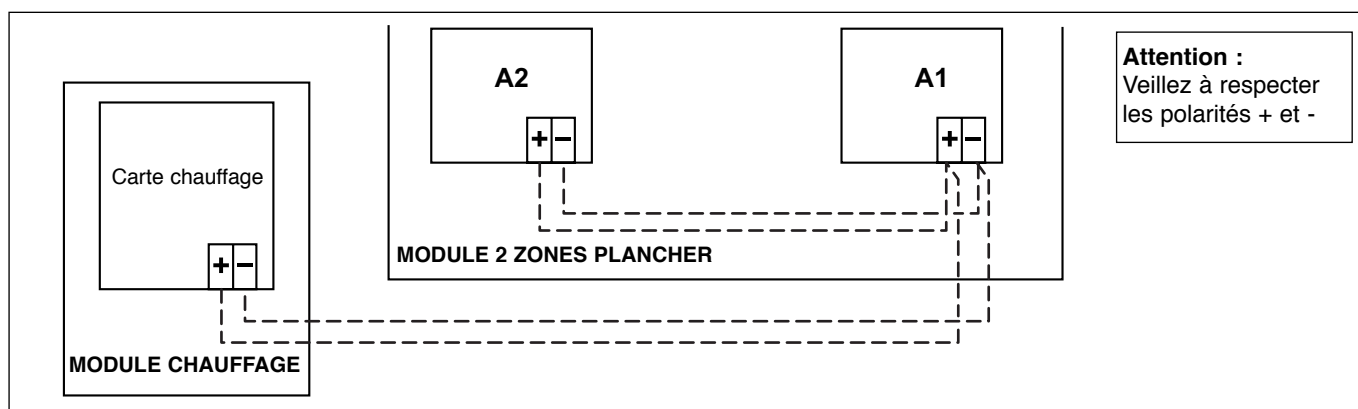 A2
A1
Attention :
Veillez à respecter
les polarités + et -
+ -
+ -
Carte chauffage
MODULE 2 ZONES PLANCHER
+ -
MODULE CHAUFFAGE